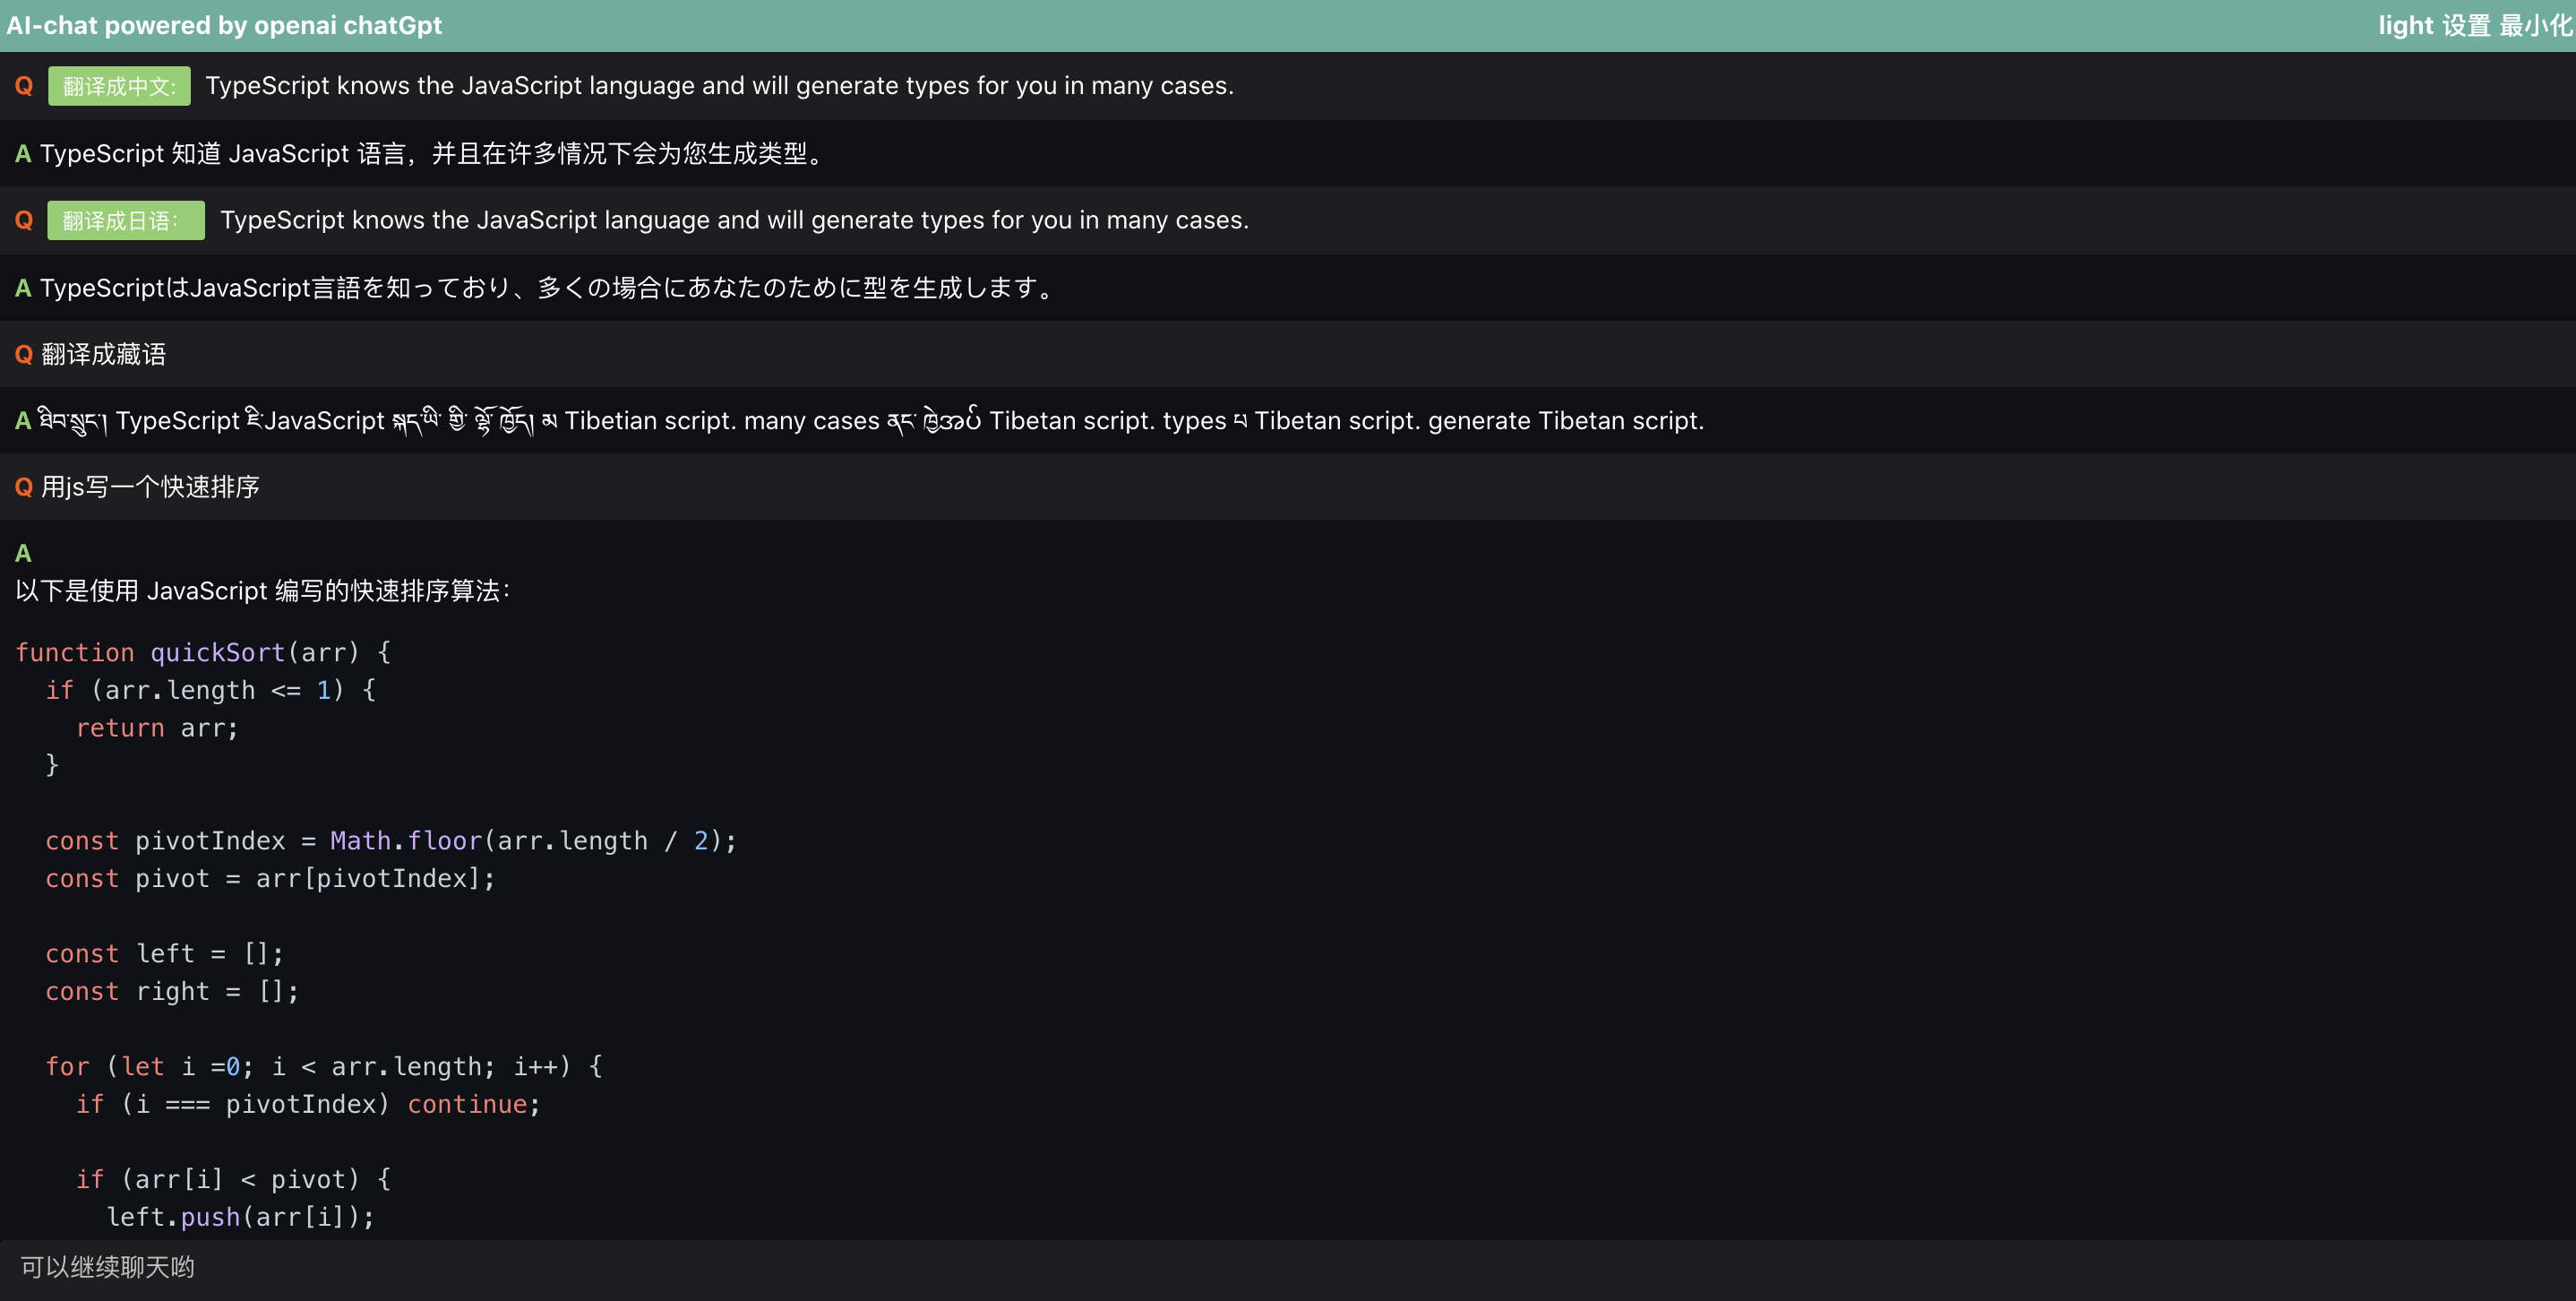 AI-chat powered by openai chatGpt
light 设置 最小化
Q 翻译成中文: TypeScript knows the JavaScript language and will generate types for you in many cases.
A TypeScript 知道 JavaScript 语言，并且在许多情况下会为您生成类型。
Q 翻译成日语： TypeScript knows the JavaScript language and will generate types for you in many cases.
A TypeScriptはJavaScript言語を知っており、多くの場合にあなたのために型を生成します。
Q 翻译成藏语
A TypeScript JavaScript Tibetian script. many cases ནང་ Tibetan script. types Tibetan script. generate Tibetan script.
Q 用js写一个快速排序
A
以下是使用 JavaScript 编写的快速排序算法：
function quickSort(arr) {
  if (arr.length <= 1) {
    return arr;
  }
  const pivotIndex = Math.floor(arr.length / 2);
  const pivot = arr[pivotIndex];
  const left = [];
  const right = [];
  for (let i =0; i < arr.length; i++) {
    if (i === pivotIndex) continue;
    if (arr[i] < pivot) {
      left.push(arr[i]);
可以继续聊天哟